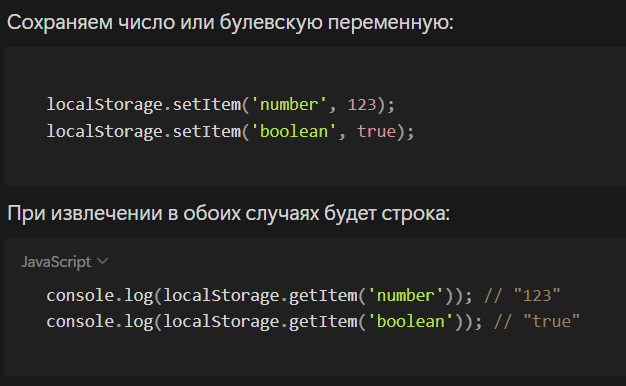 Сохраняем число или булевскую переменную:
localStorage.setItem('number', 123);
localStorage.setItem('boolean', true);
При извлечении в обоих случаях будет строка:
JavaScript
console.log(localStorage.getItem('number')); // "123"
console.log(localStorage.getItem('boolean')); // "true"